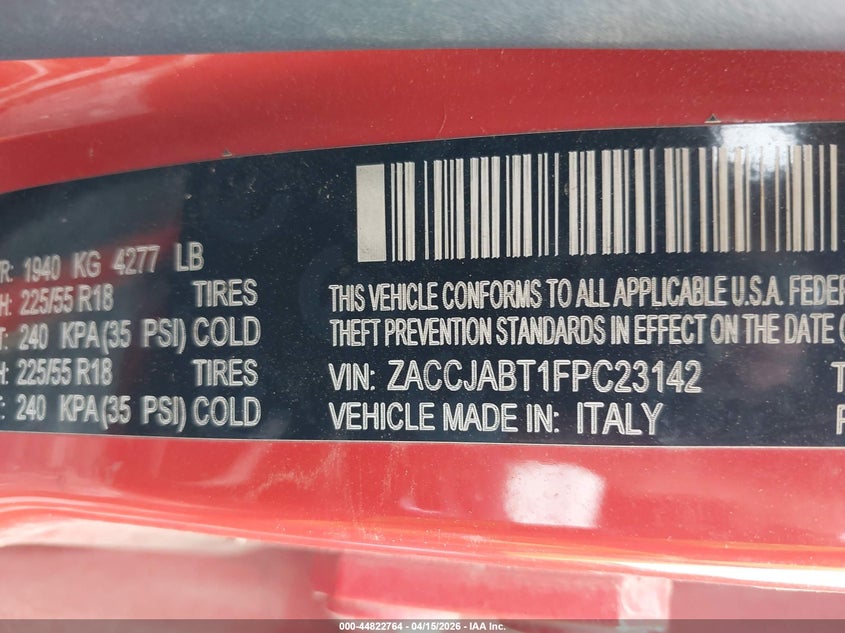 R: 1940 KG 4277 LB
H: 225/55 R18 TIRES
T: 240 KPA(35 PSI) COLD
H: 225/55 R18 TIRES
T: 240 KPA(35 PSI) COLD
THIS VEHICLE CONFORMS TO ALL APPLICABLE U.S.A. FEDER
THEFT PREVENTION STANDARDS IN EFFECT ON THE DATE (
VIN: ZACCJABT1FPC23142 T
VEHICLE MADE IN: ITALY
000-44822764 - 04/15/2026 - IAA Inc.